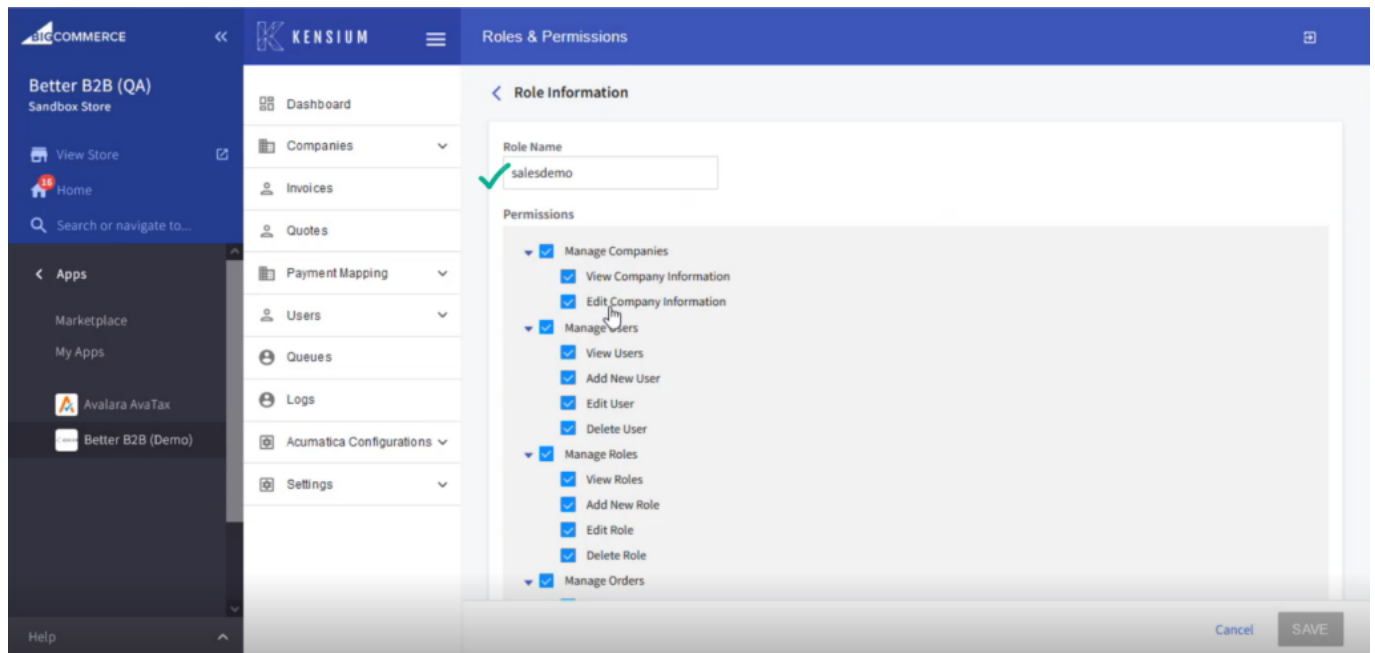 BIGCOMMERCE
Better B2B (QA)
Sandbox Store
View Store
16
Home
Search or navigate to...
Apps
Marketplace
My Apps
Avalara AvaTax
Better B2B (Demo)
Help
KENSIUM
Dashboard
Companies
Invoices
Quotes
Payment Mapping
Users
Queues
Logs
Acumatica Configurations
Settings
Roles & Permissions
Role Information
Role Name
salesdemo
Permissions
Manage Companies
View Company Information
Edit Company Information
Manage Users
View Users
Add New User
Edit User
Delete User
Manage Roles
View Roles
Add New Role
Edit Role
Delete Role
Manage Orders
Cancel
SAVE